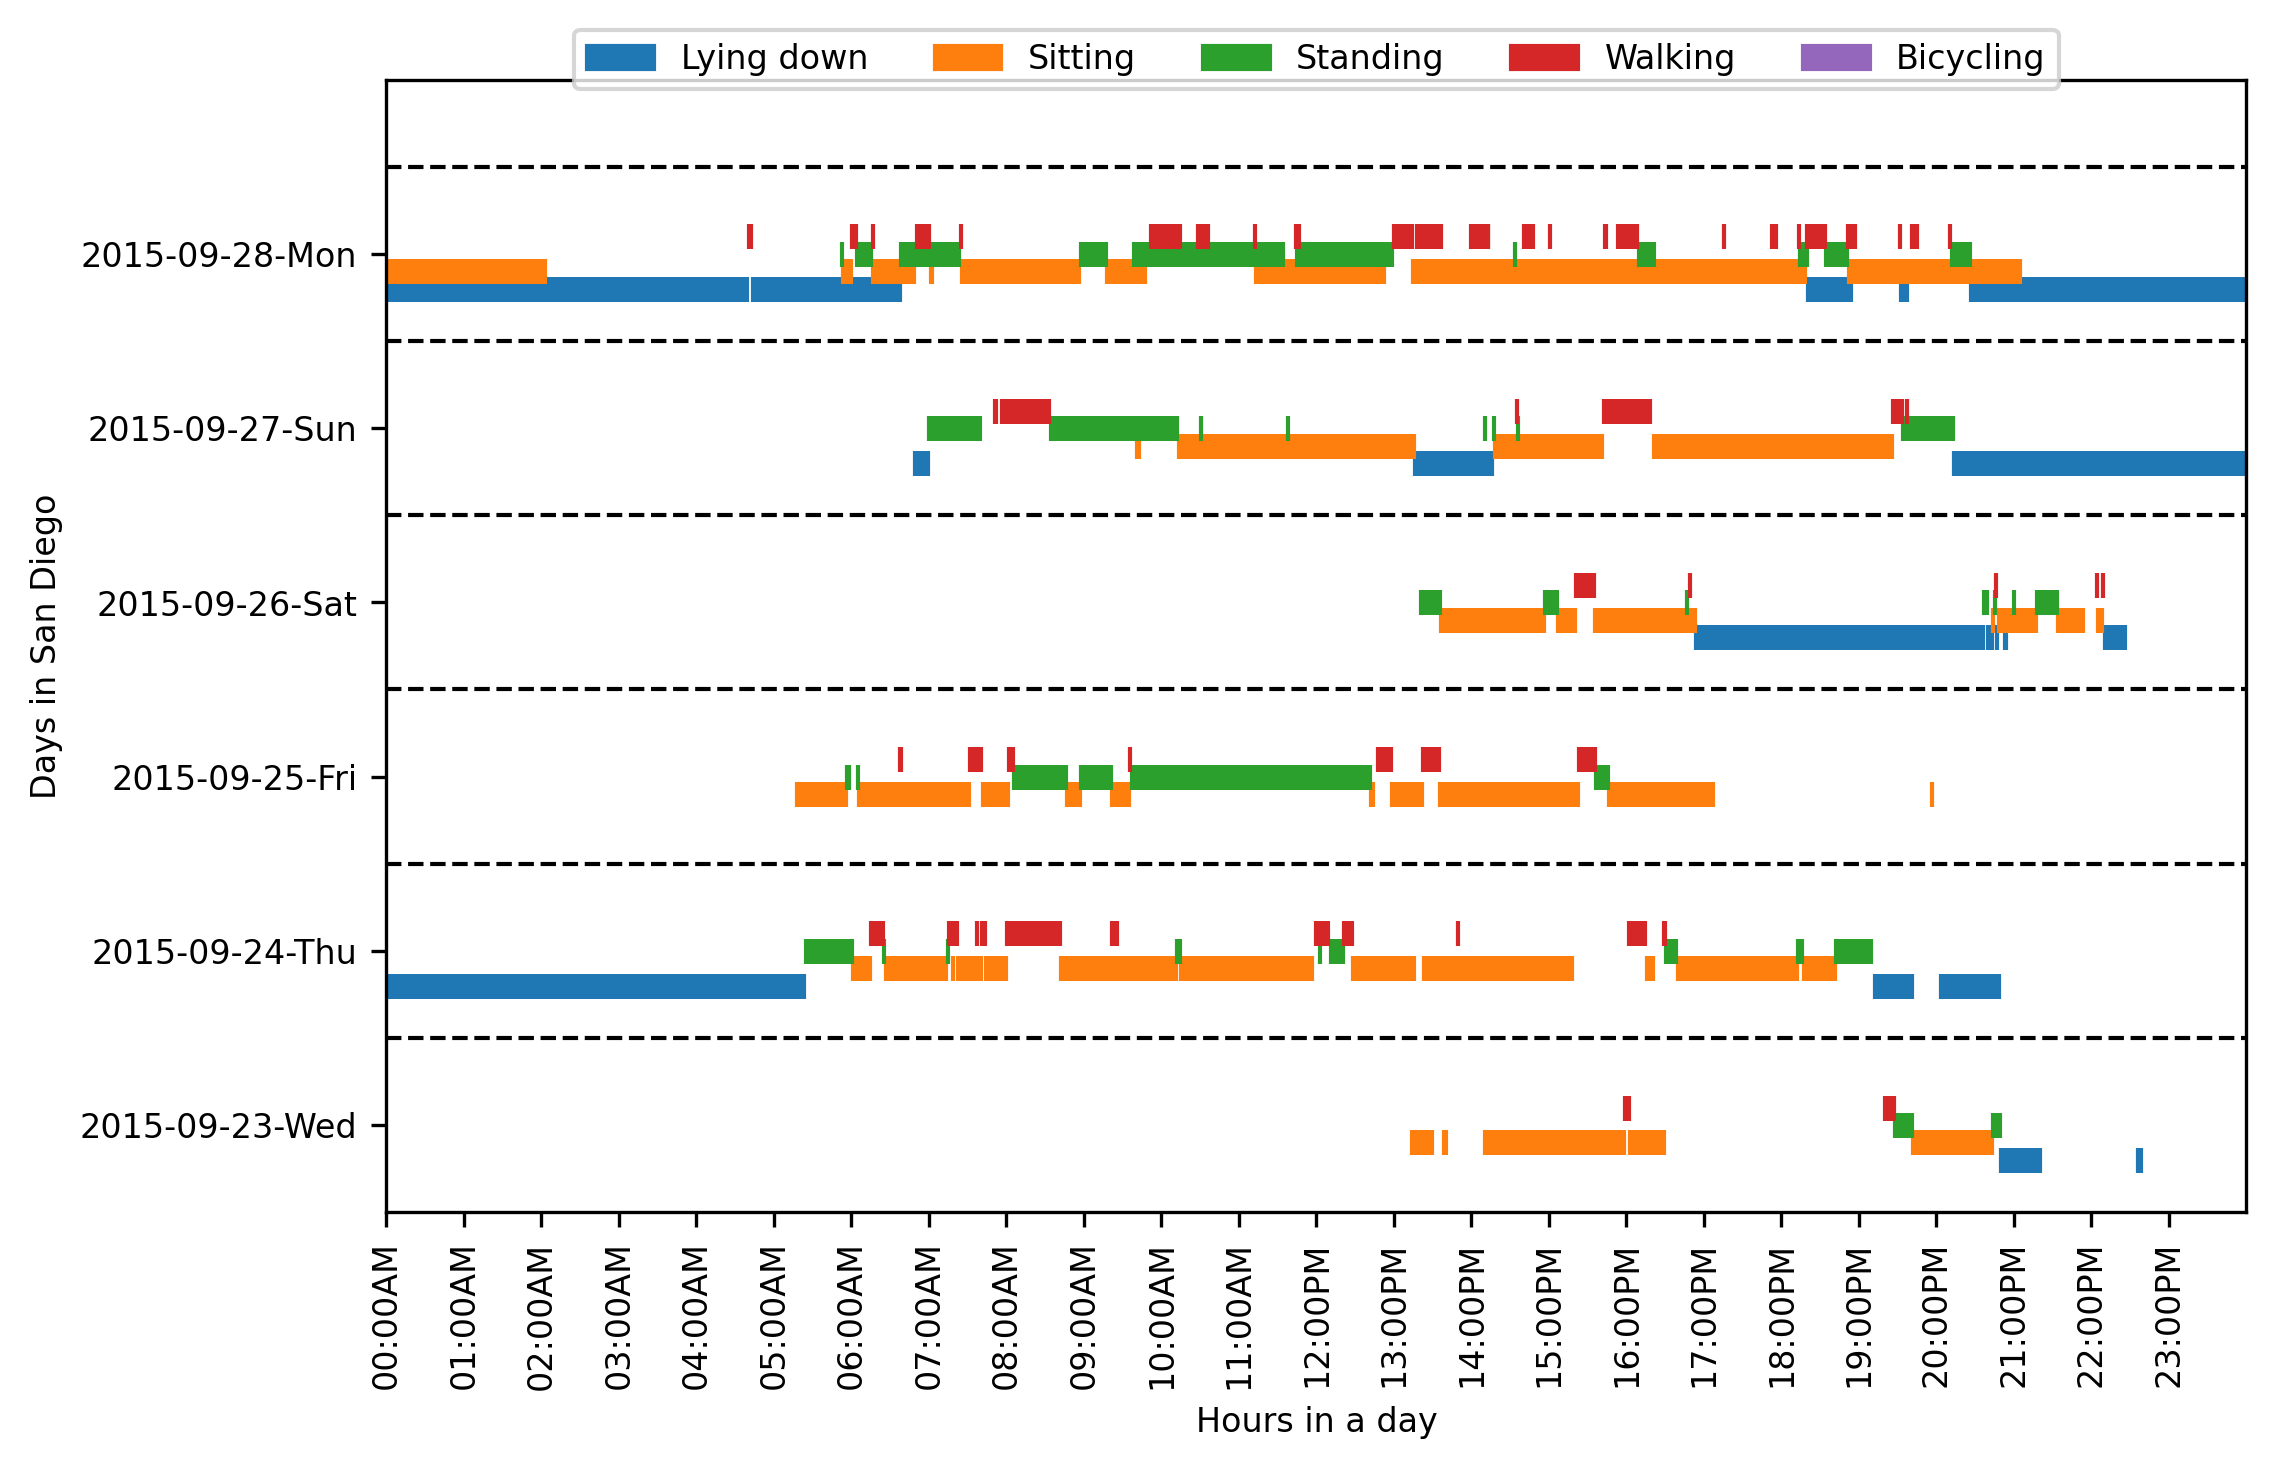 Lying down Sitting Standing Walking Bicycling
2015-09-28-Mon
2015-09-27-Sun
2015-09-26-Sat
2015-09-25-Fri
2015-09-24-Thu
2015-09-23-Wed
Days in San Diego
00:00AM 01:00AM 02:00AM 03:00AM 04:00AM 05:00AM 06:00AM 07:00AM 08:00AM 09:00AM 10:00AM 11:00AM 12:00PM 13:00PM 14:00PM 15:00PM 16:00PM 17:00PM 18:00PM 19:00PM 20:00PM 21:00PM 22:00PM 23:00PM
Hours in a day